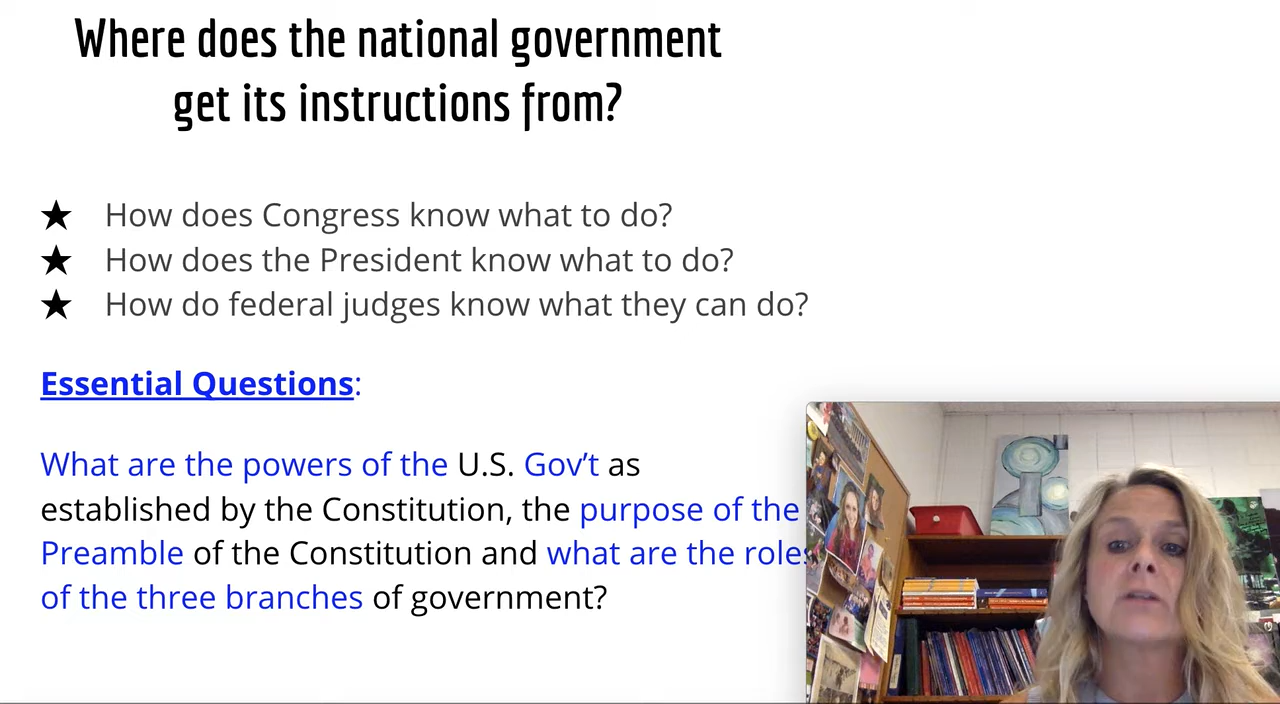 Where does the national government
get its instructions from?
★ How does Congress know what to do?
★ How does the President know what to do?
★ How do federal judges know what they can do?
Essential Questions:
What are the powers of the U.S. Gov’t as
established by the Constitution, the purpose of the
Preamble of the Constitution and what are the roles
of the three branches of government?